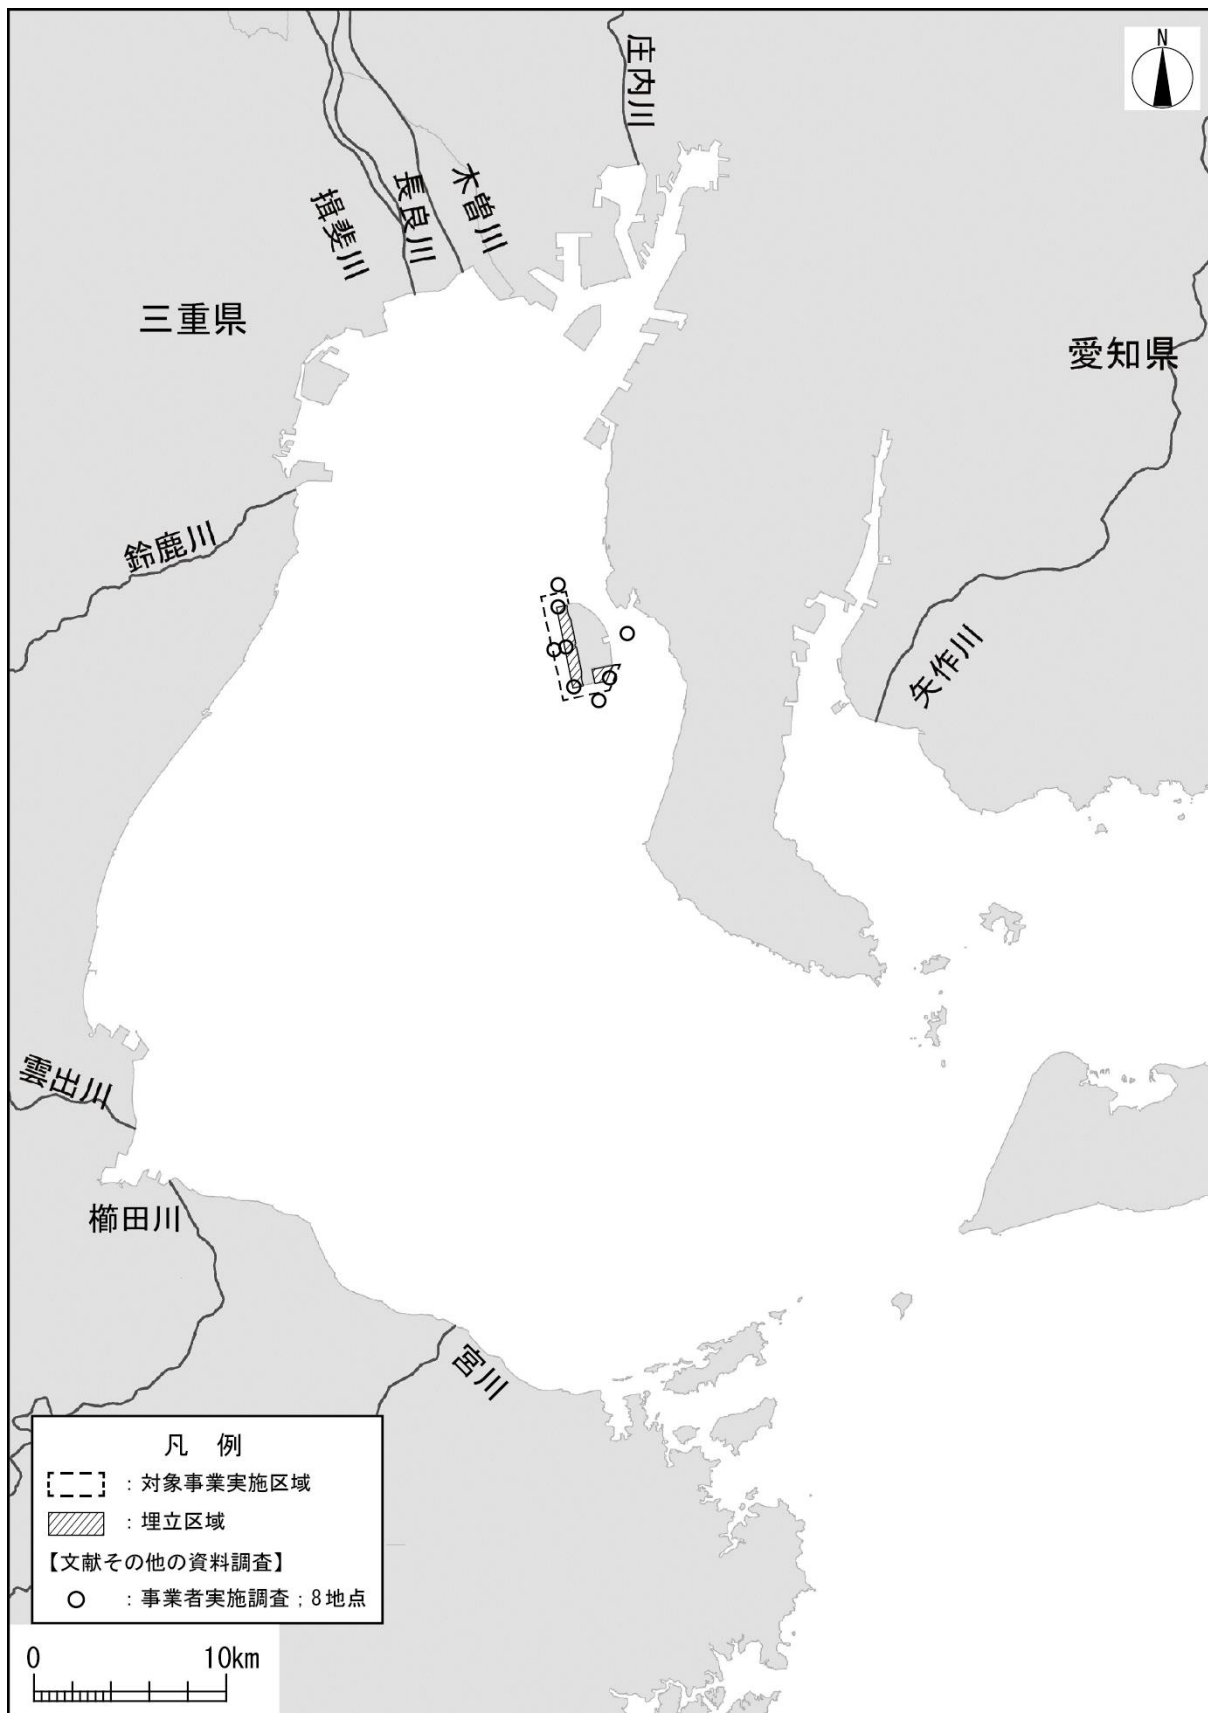 N
庄内川
木曽川
長良川
揖斐川
三重県
愛知県
鈴鹿川
矢作川
雲出川
櫛田川
宮川
凡 例
：対象事業実施区域
：埋立区域
【文献その他の資料調査】
：事業者実施調査；8地点
0 10km